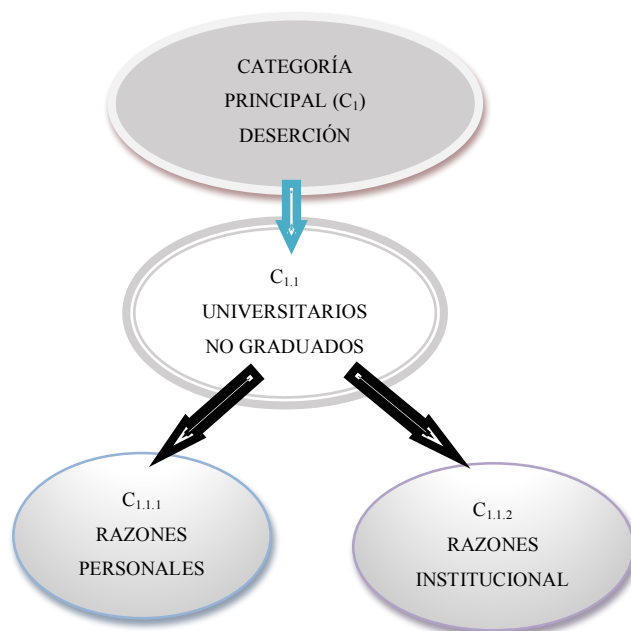 CATEGORÍA
PRINCIPAL (C₁)
DESERCIÓN
C₁.₁
UNIVERSITARIOS
NO GRADUADOS
C₁.₁.₁
RAZONES
PERSONALES
C₁.₁.₂
RAZONES
INSTITUCIONAL